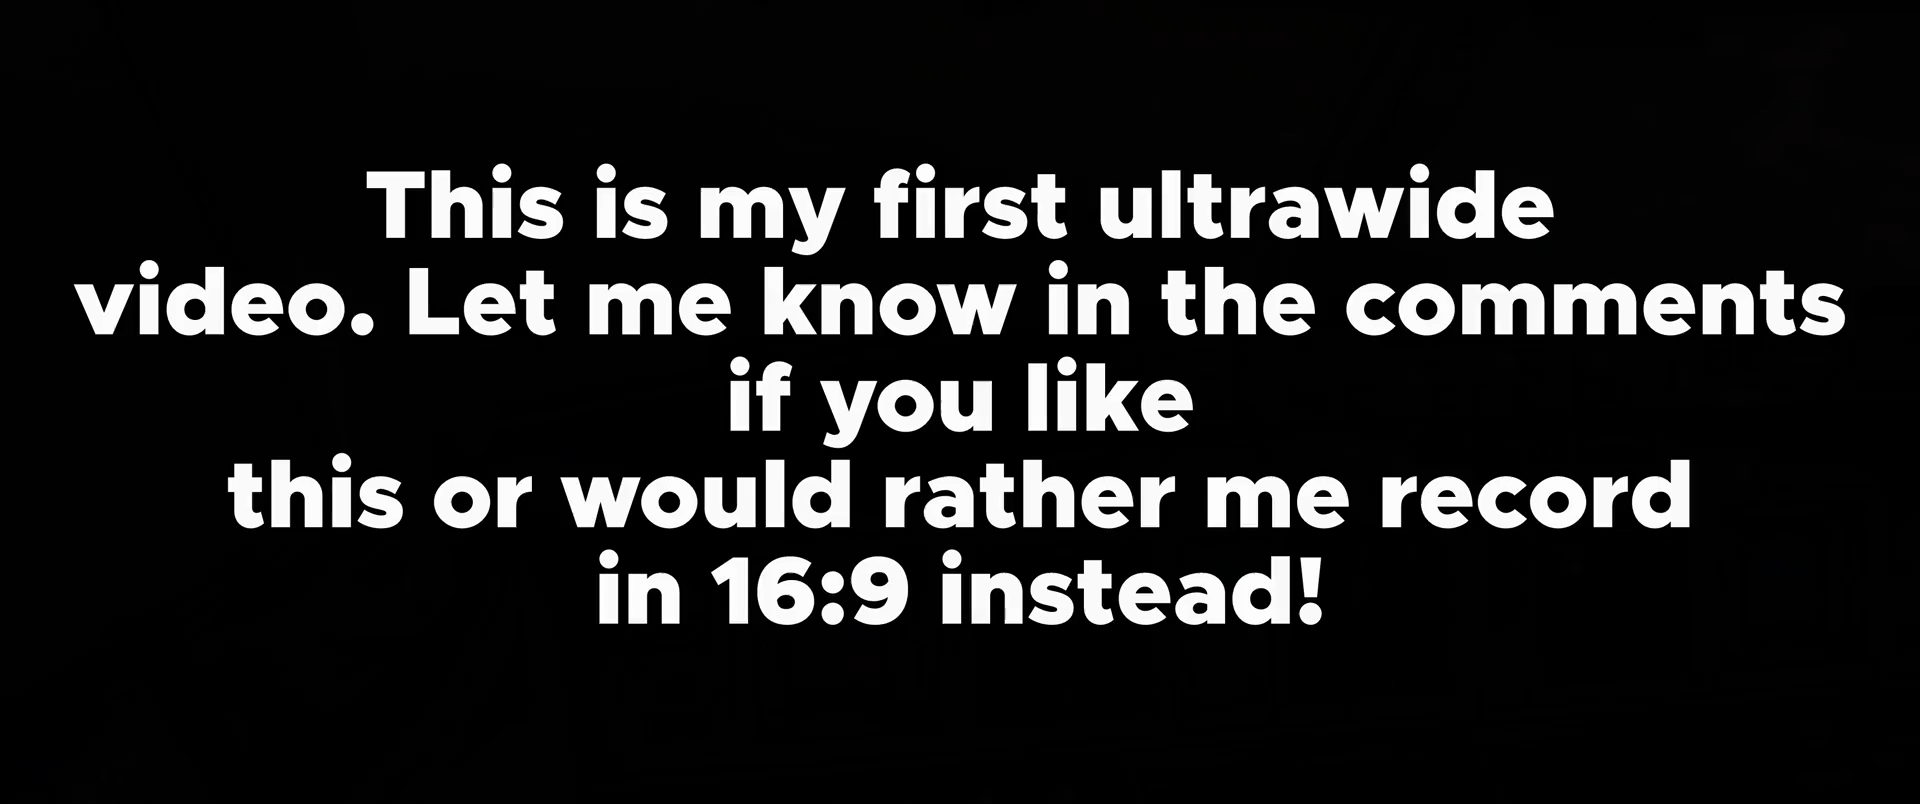 This is my first ultrawide
video. Let me know in the comments
if you like
this or would rather me record
in 16:9 instead!